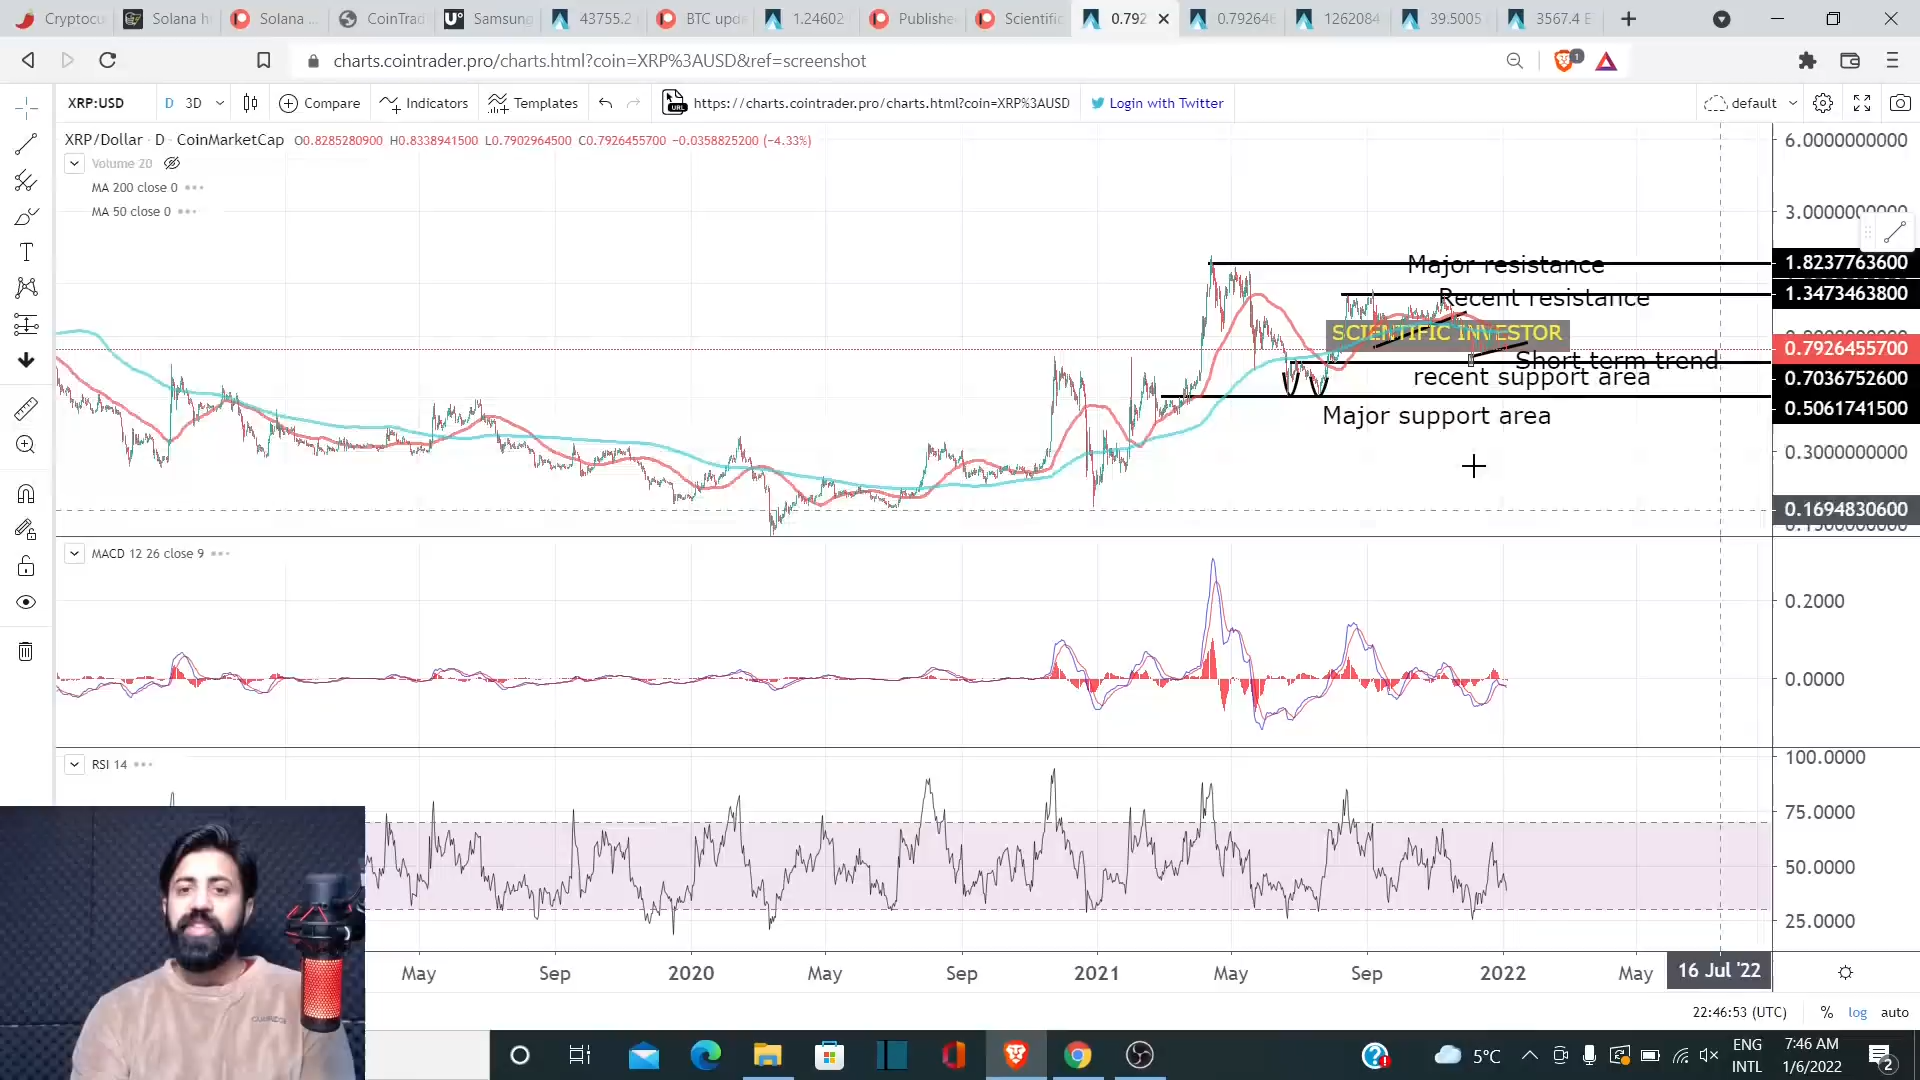 Cryptoc
Solana h
Solana
CoinTrad
Samsung
43755.2
BTC upd
1.24602
Publishe
Scientific
0.792
0.792646
1262084
39.5005
3567.4 E
charts.cointrader.pro/charts.html?coin=XRP%3AUSD&ref=screenshot
1
XRP:USD
D
3D
Compare
Indicators
Templates
URL
https://charts.cointrader.pro/charts.html?coin=XRP%3AUSD
Login with Twitter
default
XRP/Dollar · D · CoinMarketCap O0.8285280900 H0.8338941500 L0.7902964500 C0.7926455700 −0.0358825200 (−4.33%)
Volume 20
MA 200 close 0
MA 50 close 0
6.0000000000
3.0000000000
Major resistance
1.8237763600
Recent resistance
1.3473463800
SCIENTIFIC INVESTOR
0.7926455700
Short term trend
recent support area
0.7036752600
0.5061741500
Major support area
0.3000000000
0.1694830600
MACD 12 26 close 9
0.2000
0.0000
RSI 14
100.0000
75.0000
50.0000
25.0000
May Sep 2020 May Sep 2021 May Sep 2022 May 16 Jul '22
22:46:53 (UTC) % log auto
5°C
ENG
INTL
7:46 AM
1/6/2022
2